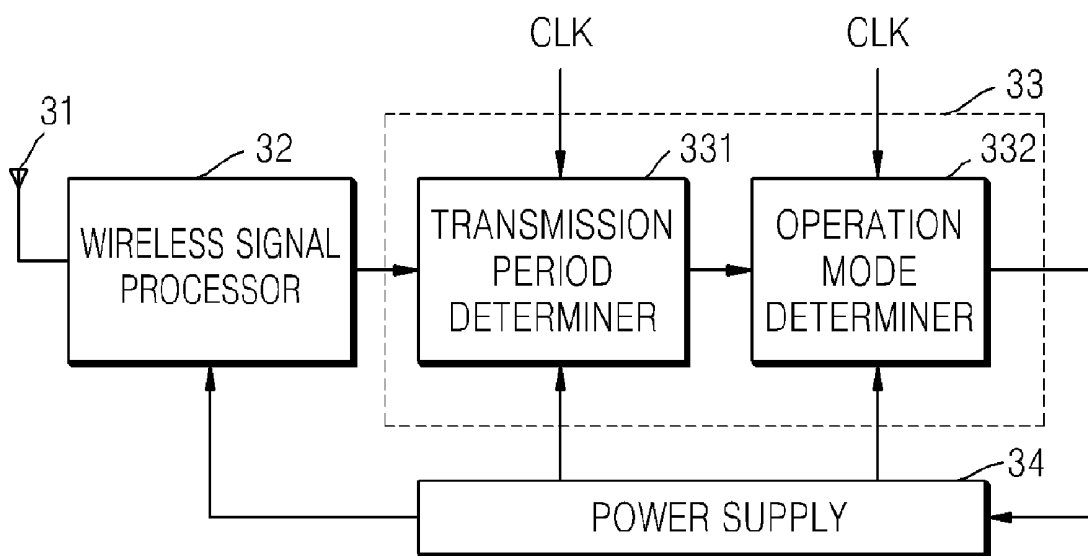 CLK
CLK
31
32
33
331
332
WIRELESS SIGNAL
PROCESSOR
TRANSMISSION
PERIOD
DETERMINER
OPERATION
MODE
DETERMINER
34
POWER SUPPLY